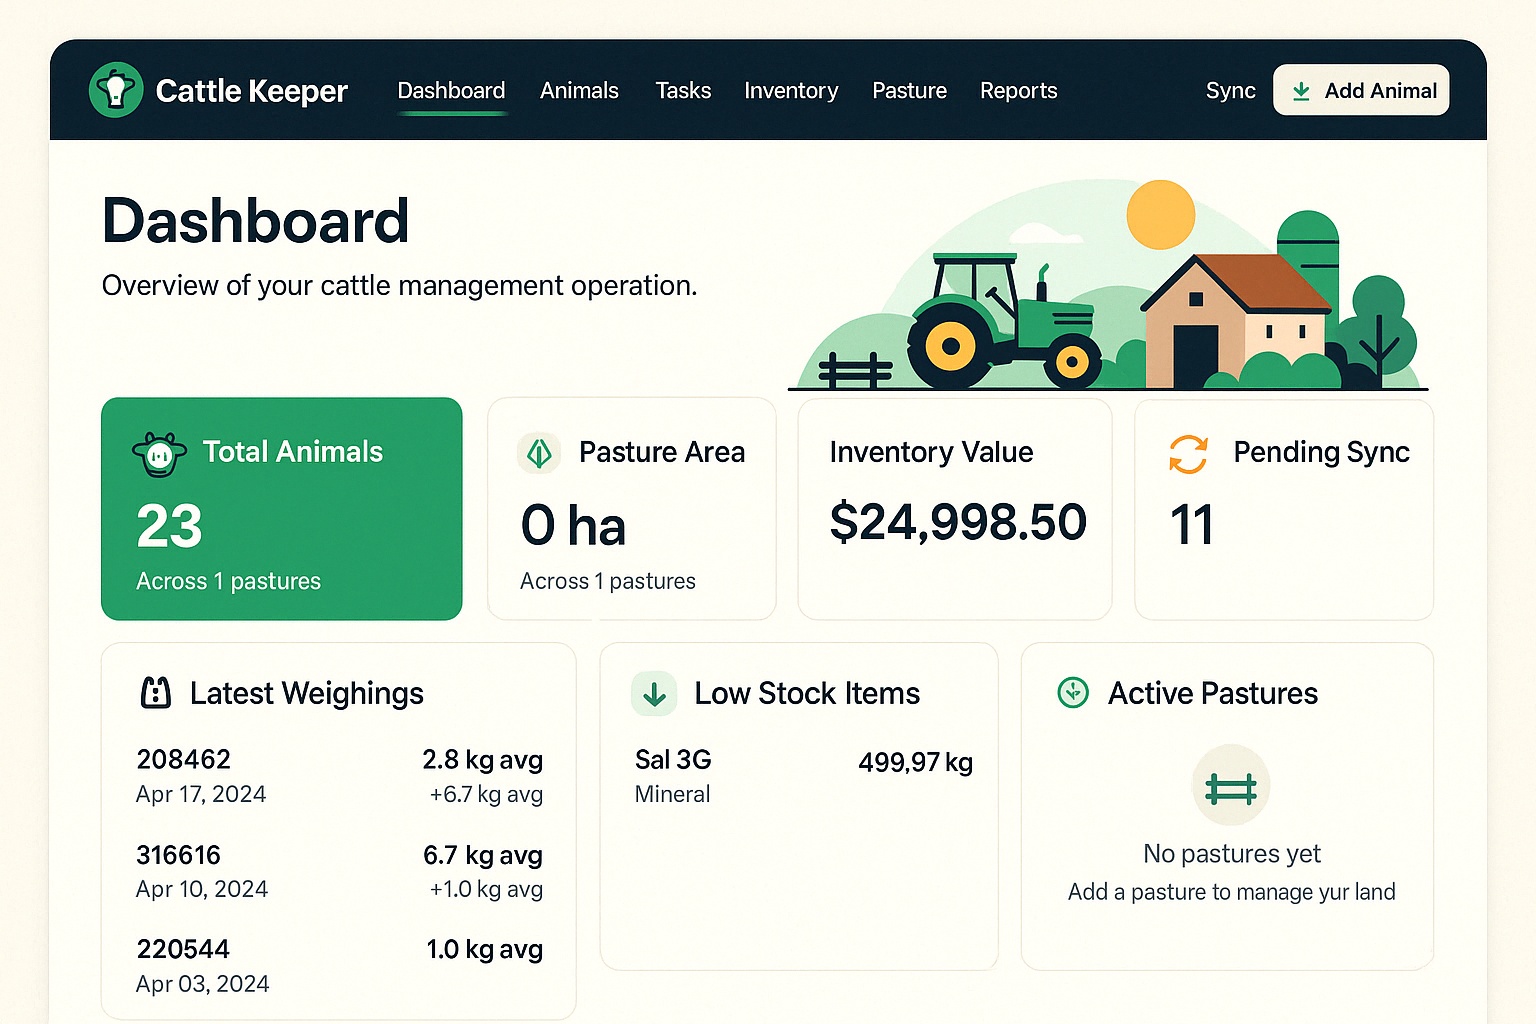 Cattle Keeper
Dashboard Animals Tasks Inventory Pasture Reports Sync Add Animal
Dashboard
Overview of your cattle management operation.
Total Animals
23
Across 1 pastures
Pasture Area
0 ha
Across 1 pastures
Inventory Value
$24,998.50
Pending Sync
11
Latest Weighings
208462 2.8 kg avg
Apr 17, 2024 +6.7 kg avg
316616 6.7 kg avg
Apr 10, 2024 +1.0 kg avg
220544 1.0 kg avg
Apr 03, 2024
Low Stock Items
Sal 3G 499,97 kg
Mineral
Active Pastures
No pastures yet
Add a pasture to manage yur land